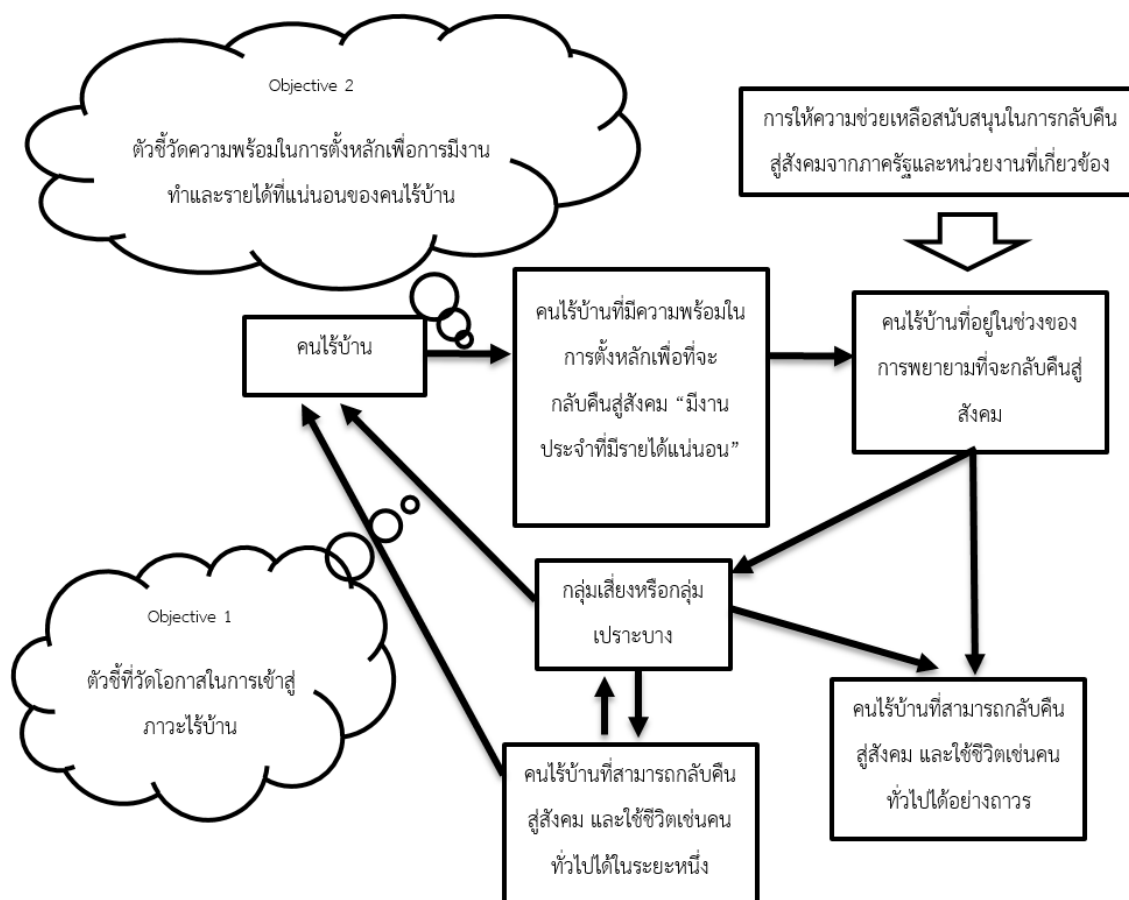 Objective 2
ตัวชี้วัดความพร้อมในการตั้งหลักเพื่อการมีงาน
ทำและรายได้ที่แน่นอนของคนไร้บ้าน
การให้ความช่วยเหลือสนับสนุนในการกลับคืน
สู่สังคมจากภาครัฐและหน่วยงานที่เกี่ยวข้อง
คนไร้บ้าน
คนไร้บ้านที่มีความพร้อมใน
การตั้งหลักเพื่อที่จะ
กลับคืนสู่สังคม “มีงาน
ประจำที่มีรายได้แน่นอน”
คนไร้บ้านที่อยู่ในช่วงของ
การพยายามที่จะกลับคืนสู่
สังคม
Objective 1
ตัวชี้ที่วัดโอกาสในการเข้าสู่
ภาวะไร้บ้าน
กลุ่มเสี่ยงหรือกลุ่ม
เปราะบาง
คนไร้บ้านที่สามารถกลับคืน
สู่สังคม และใช้ชีวิตเช่นคน
ทั่วไปได้ในระยะหนึ่ง
คนไร้บ้านที่สามารถกลับคืน
สู่สังคม และใช้ชีวิตเช่นคน
ทั่วไปได้อย่างถาวร